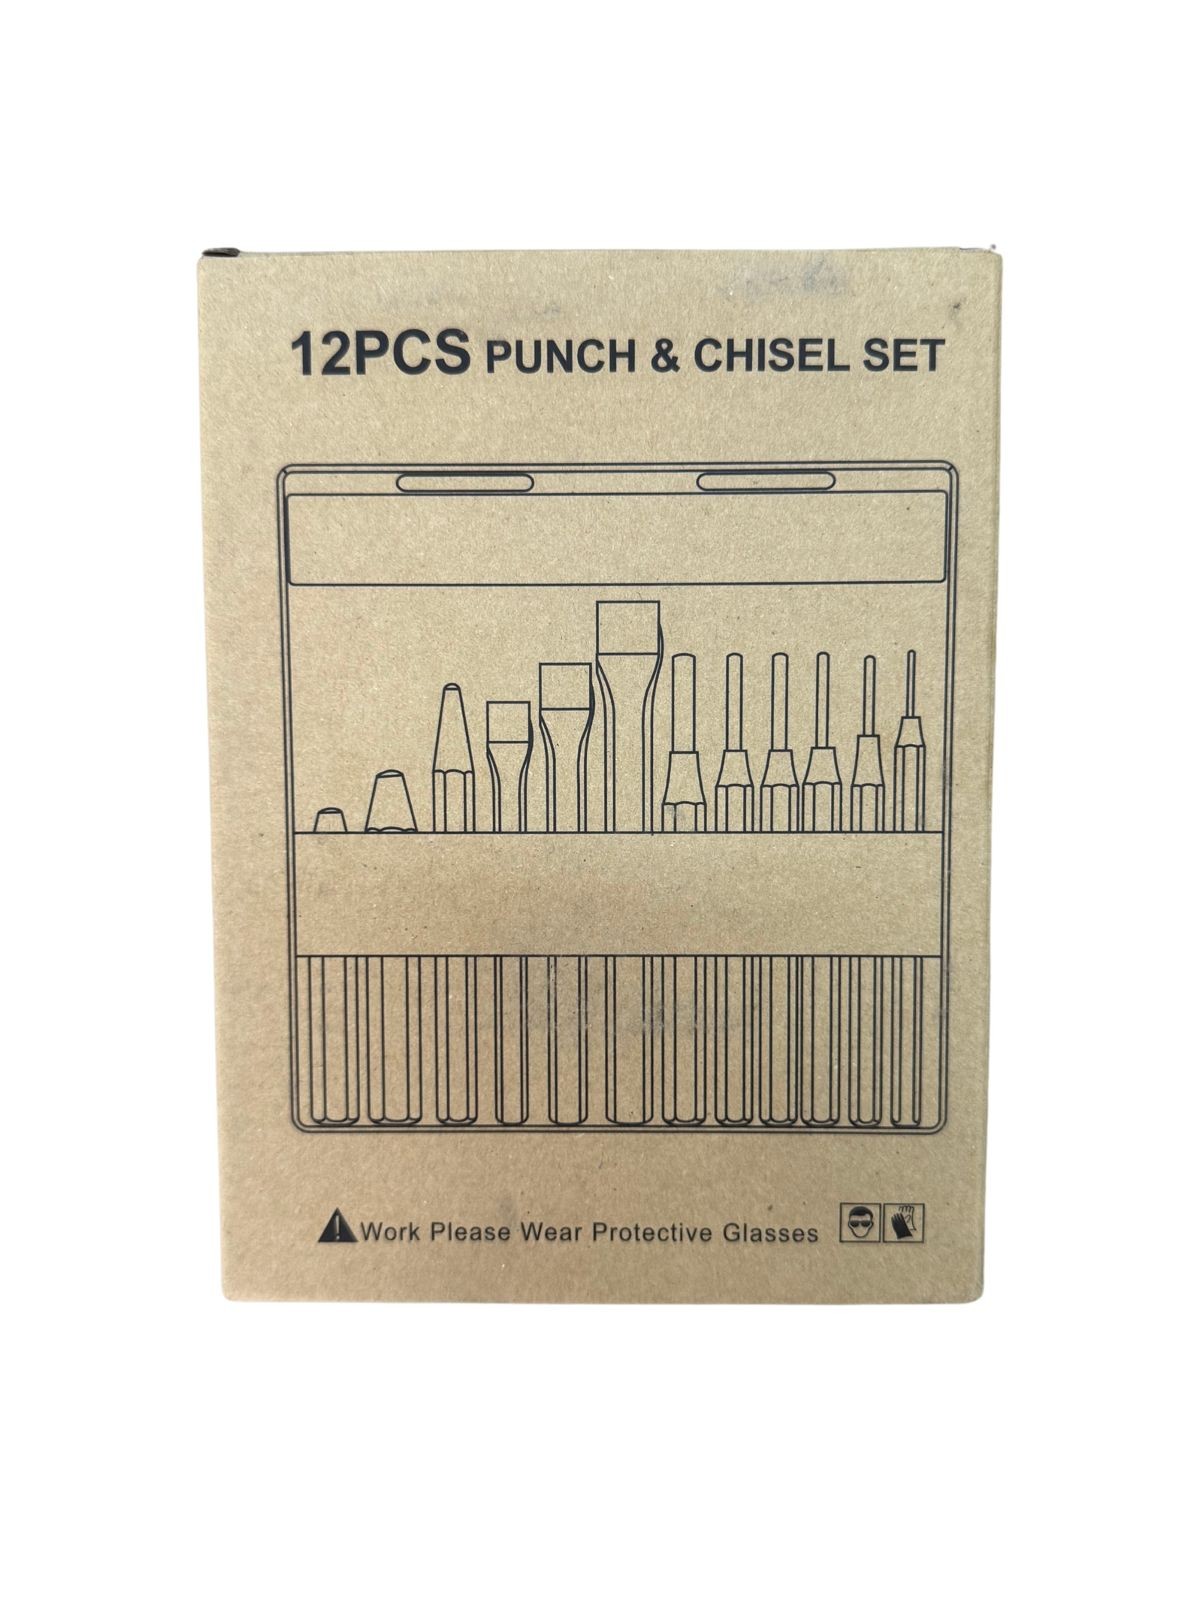 12PCS PUNCH & CHISEL SET
Work Please Wear Protective Glasses